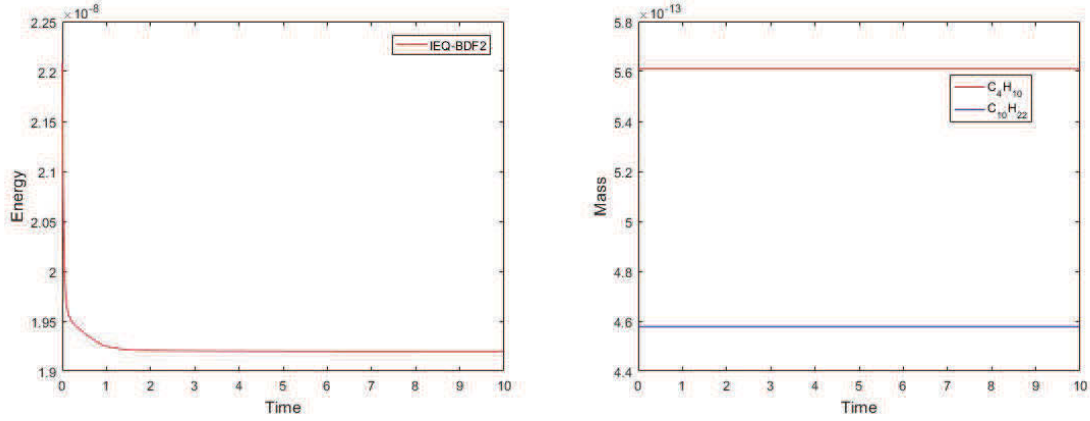 ×10⁻⁸
2.25
2.2
2.15
2.1
2.05
2
1.95
1.9
Energy
IEQ-BDF2
0 1 2 3 4 5 6 7 8 9 10
Time
×10⁻¹³
5.8
5.6
5.4
5.2
5
4.8
4.6
4.4
Mass
C₄H₁₀
C₁₀H₂₂
0 1 2 3 4 5 6 7 8 9 10
Time